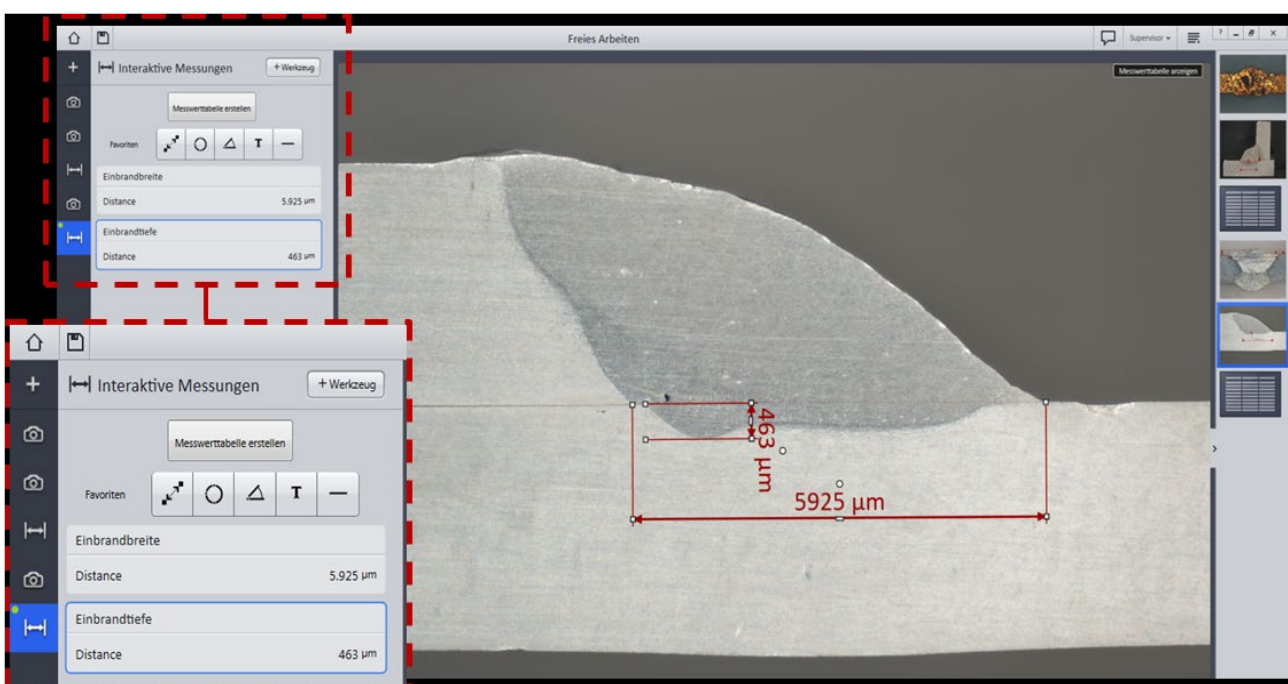 Freies Arbeiten
Supervisor
? _ x
Interaktive Messungen
+ Werkzeug
Messwerttabelle anzeigen
Messwerttabelle erstellen
Favoriten
T
Einbrandbreite
Distance 5.925 µm
Einbrandtiefe
Distance 463 µm
463 µm
5925 µm
Interaktive Messungen
+ Werkzeug
Messwerttabelle erstellen
Favoriten
T
Einbrandbreite
Distance 5.925 µm
Einbrandtiefe
Distance 463 µm